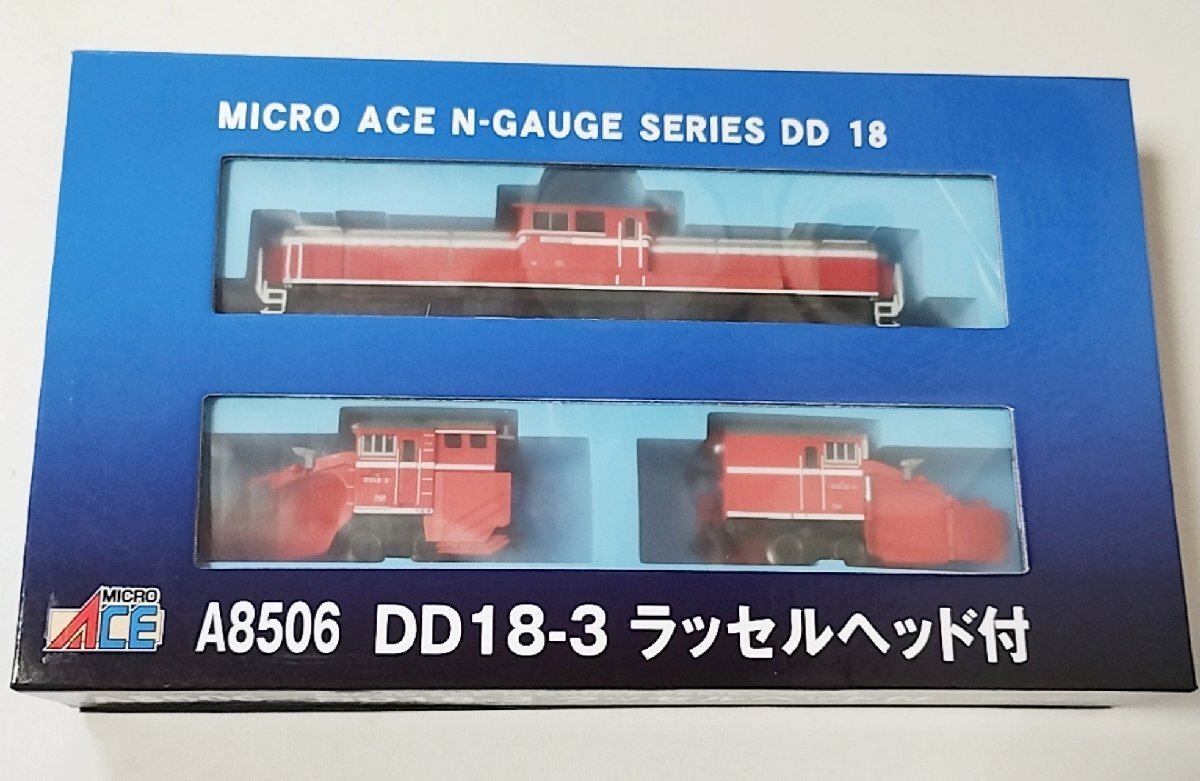 MICRO ACE N-GAUGE SERIES DD 18
MICRO
ACE
A8506 DD18-3 ラッセルヘッド付